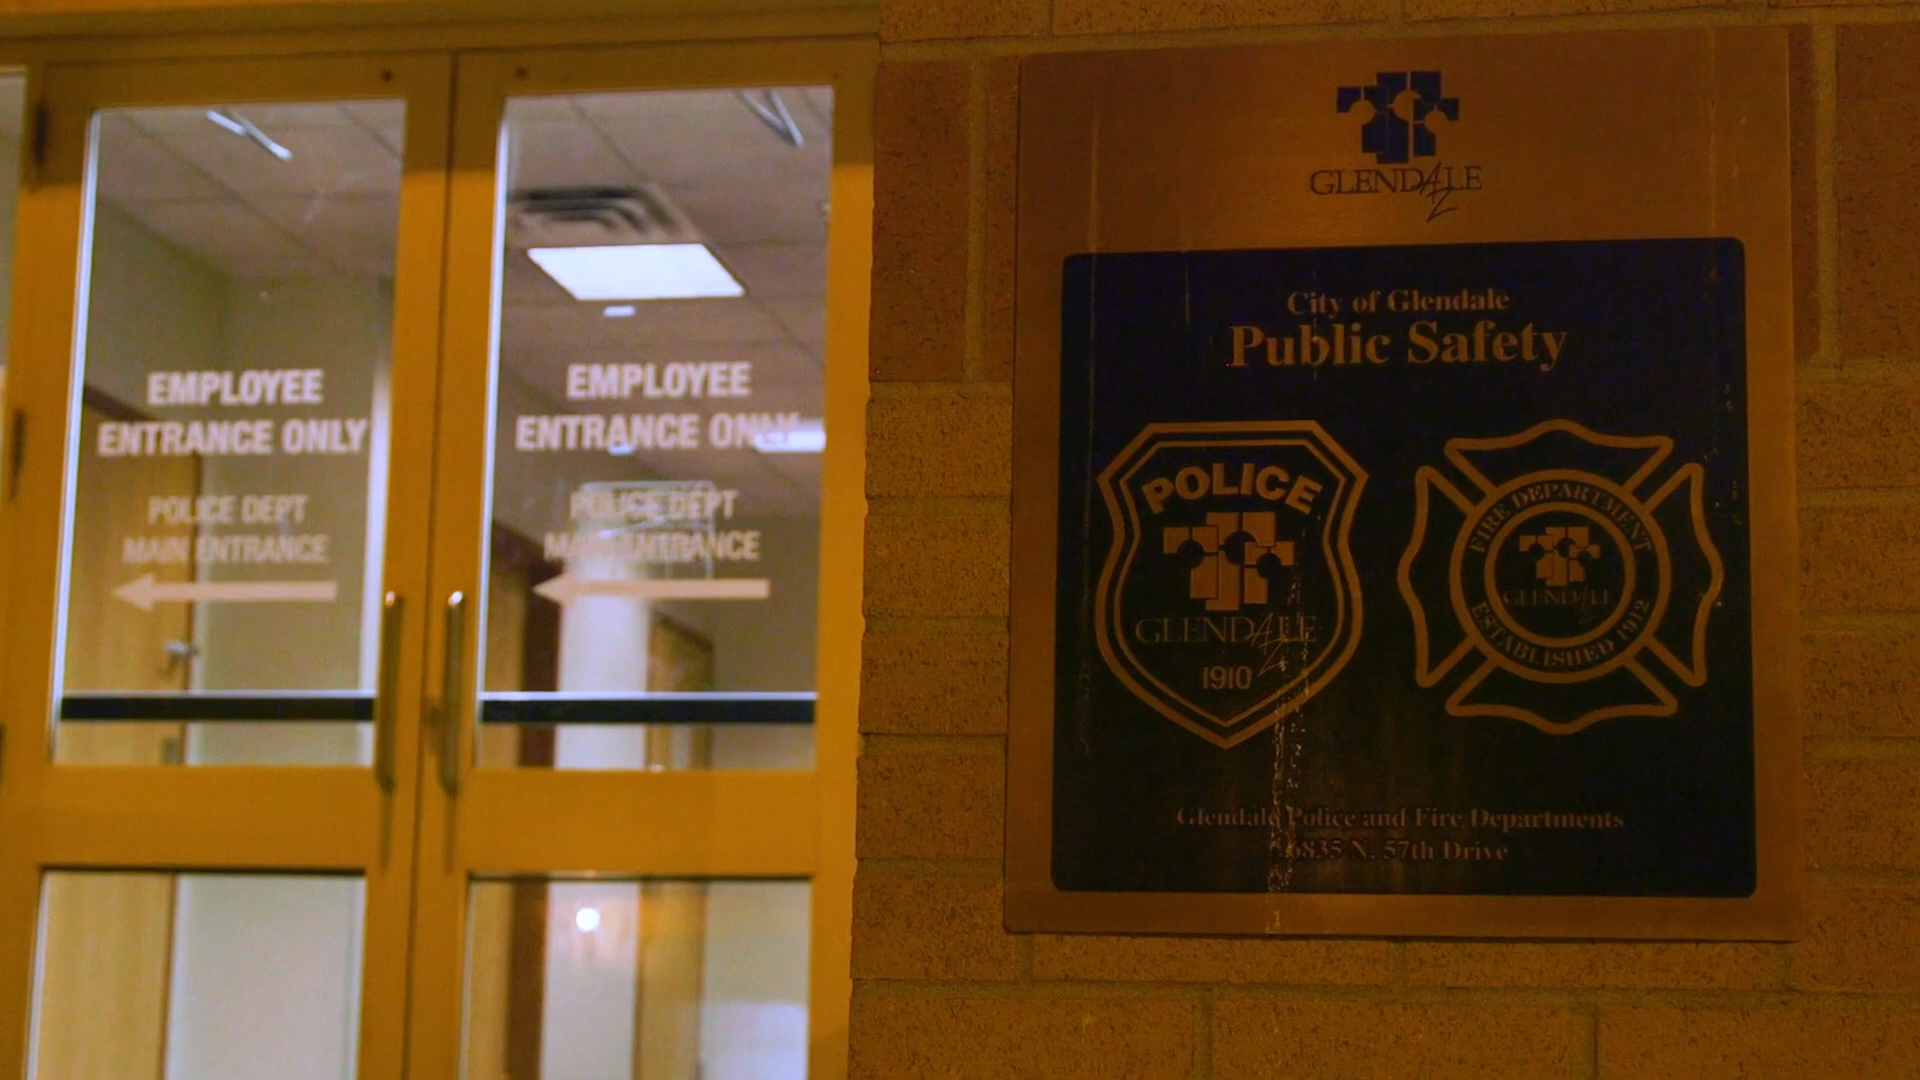 EMPLOYEE
ENTRANCE ONLY
POLICE DEPT
MAIN ENTRANCE
EMPLOYEE
ENTRANCE ONLY
POLICE DEPT
MAIN ENTRANCE
GLENDALE
AZ
City of Glendale
Public Safety
POLICE
GLENDALE
AZ
1910
FIRE DEPARTMENT
GLENDALE
ESTABLISHED 1912
Glendale Police and Fire Departments
6835 N. 57th Drive